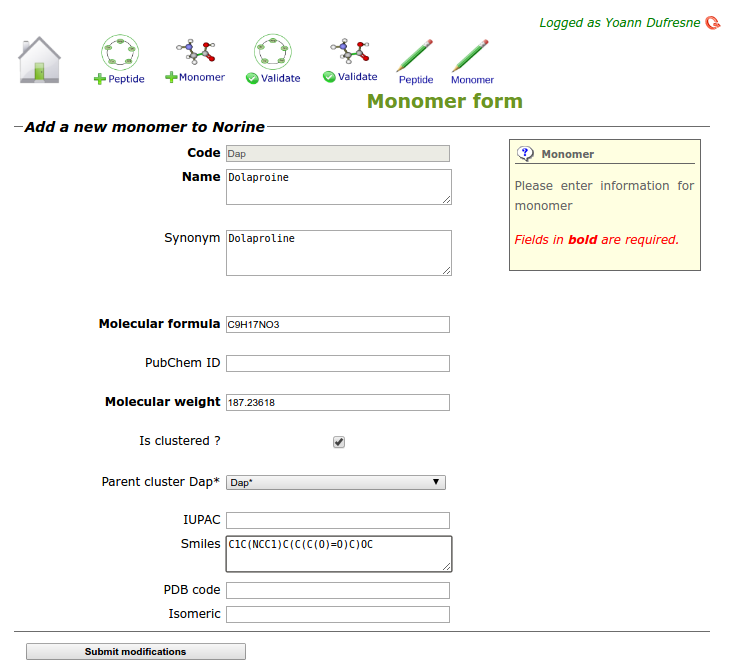 Logged as Yoann Dufresne
Peptide
Monomer
Validate
Validate
Peptide
Monomer
Monomer form
Add a new monomer to Norine
Code Dap
Name Dolaproine
Synonym Dolaproline
Molecular formula C9H17NO3
PubChem ID
Molecular weight 187.23618
Is clustered ?
Parent cluster Dap* Dap*
IUPAC
Smiles C1C(NCC1)C(C(C(O)=O)C)OC
PDB code
Isomeric
Submit modifications
Monomer
Please enter information for
monomer
Fields in bold are required.